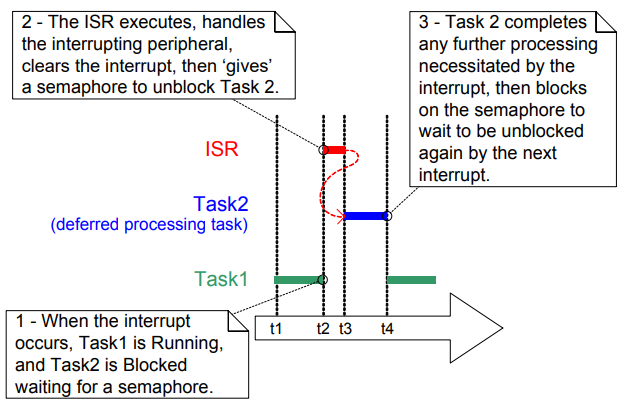 2 - The ISR executes, handles
the interrupting peripheral,
clears the interrupt, then ‘gives’
a semaphore to unblock Task 2.
3 - Task 2 completes
any further processing
necessitated by the
interrupt, then blocks
on the semaphore to
wait to be unblocked
again by the next
interrupt.
ISR
Task2
(deferred processing task)
Task1
1 - When the interrupt
occurs, Task1 is Running,
and Task2 is Blocked
waiting for a semaphore.
t1 t2 t3 t4